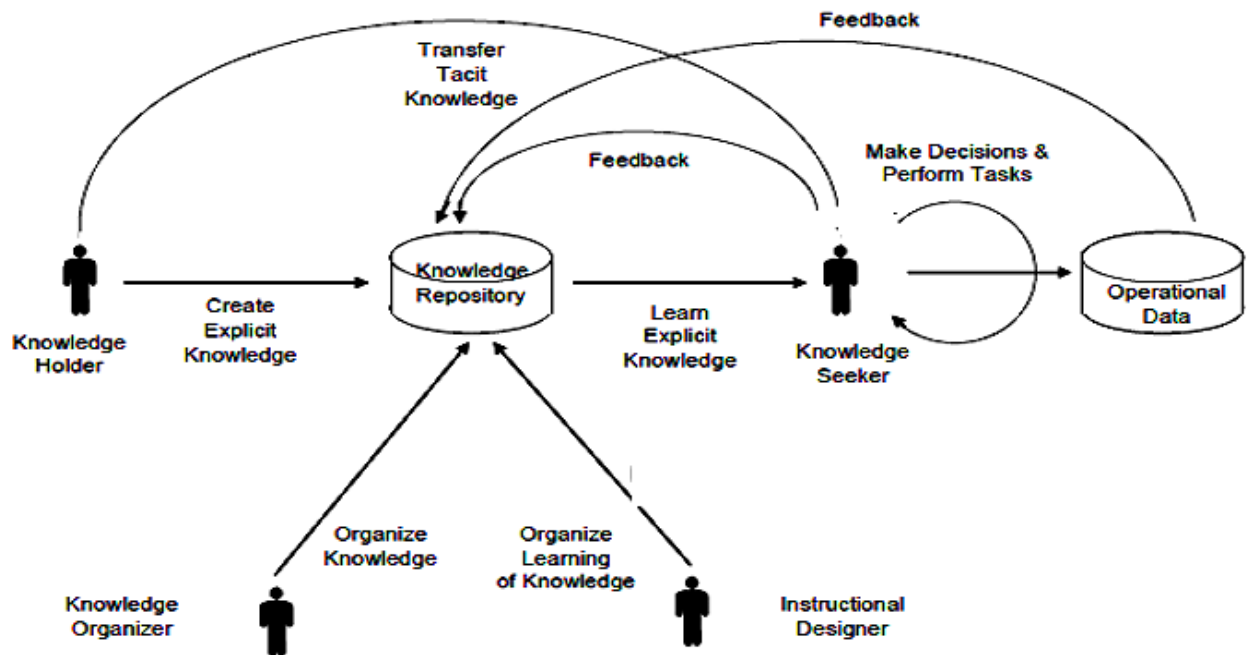 Feedback
Transfer
Tacit
Knowledge
Feedback
Make Decisions &
Perform Tasks
Knowledge
Repository
Operational
Data
Create
Explicit
Knowledge
Learn
Explicit
Knowledge
Knowledge
Holder
Knowledge
Seeker
Organize
Knowledge
Organize
Learning
of Knowledge
Knowledge
Organizer
Instructional
Designer